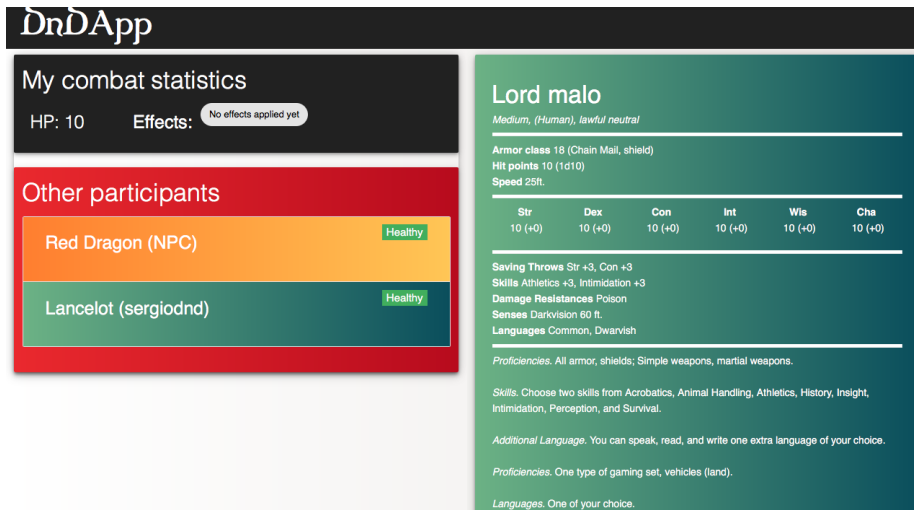 DnDApp
My combat statistics
HP: 10
Effects:
No effects applied yet
Other participants
Red Dragon (NPC)
Healthy
Lancelot (sergiodnd)
Healthy
Lord malo
Medium, (Human), lawful neutral
Armor class 18 (Chain Mail, shield)
Hit points 10 (1d10)
Speed 25ft.
Str Dex Con Int Wis Cha
10 (+0) 10 (+0) 10 (+0) 10 (+0) 10 (+0) 10 (+0)
Saving Throws Str +3, Con +3
Skills Athletics +3, Intimidation +3
Damage Resistances Poison
Senses Darkvision 60 ft.
Languages Common, Dwarvish
Proficiencies. All armor, shields; Simple weapons, martial weapons.
Skills. Choose two skills from Acrobatics, Animal Handling, Athletics, History, Insight,
Intimidation, Perception, and Survival.
Additional Language. You can speak, read, and write one extra language of your choice.
Proficiencies. One type of gaming set, vehicles (land).
Languages. One of your choice.